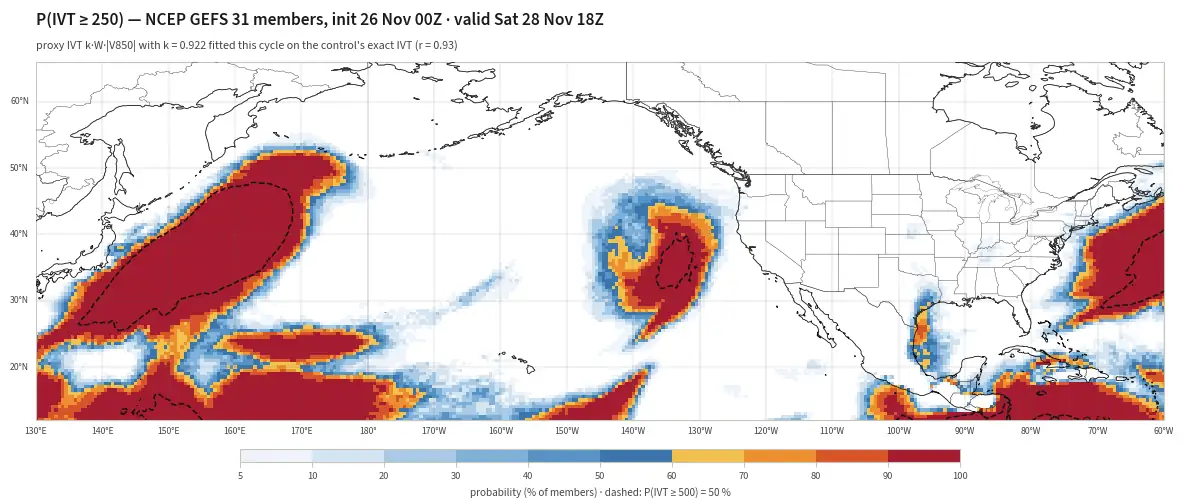 P(IVT ≥ 250) — NCEP GEFS 31 members, init 26 Nov 00Z · valid Sat 28 Nov 18Z
proxy IVT k·W·|V850| with k = 0.922 fitted this cycle on the control's exact IVT (r = 0.93)
60°N
50°N
40°N
30°N
20°N
130°E 140°E 150°E 160°E 170°E 180° 170°W 160°W 150°W 140°W 130°W 120°W 110°W 100°W 90°W 80°W 70°W 60°W
5 10 20 30 40 50 60 70 80 90 100
probability (% of members) · dashed: P(IVT ≥ 500) = 50 %